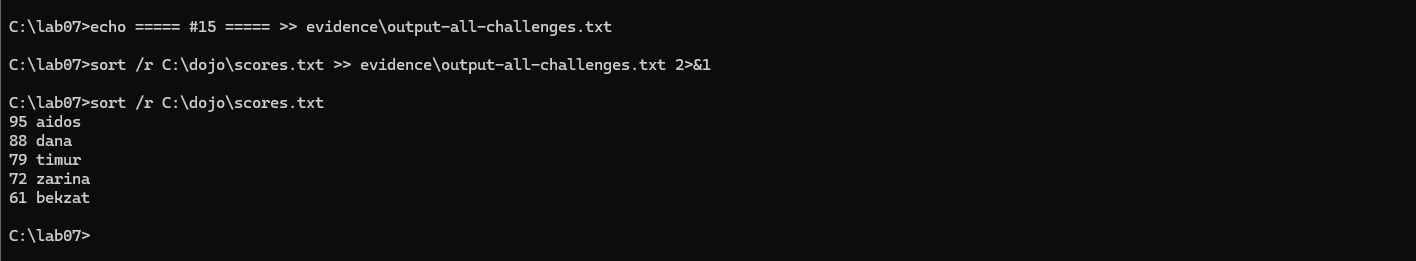 C:\lab07>echo ===== #15 ===== >> evidence\output-all-challenges.txt
C:\lab07>sort /r C:\dojo\scores.txt >> evidence\output-all-challenges.txt 2>&1
C:\lab07>sort /r C:\dojo\scores.txt
95 aidos
88 dana
79 timur
72 zarina
61 bekzat
C:\lab07>